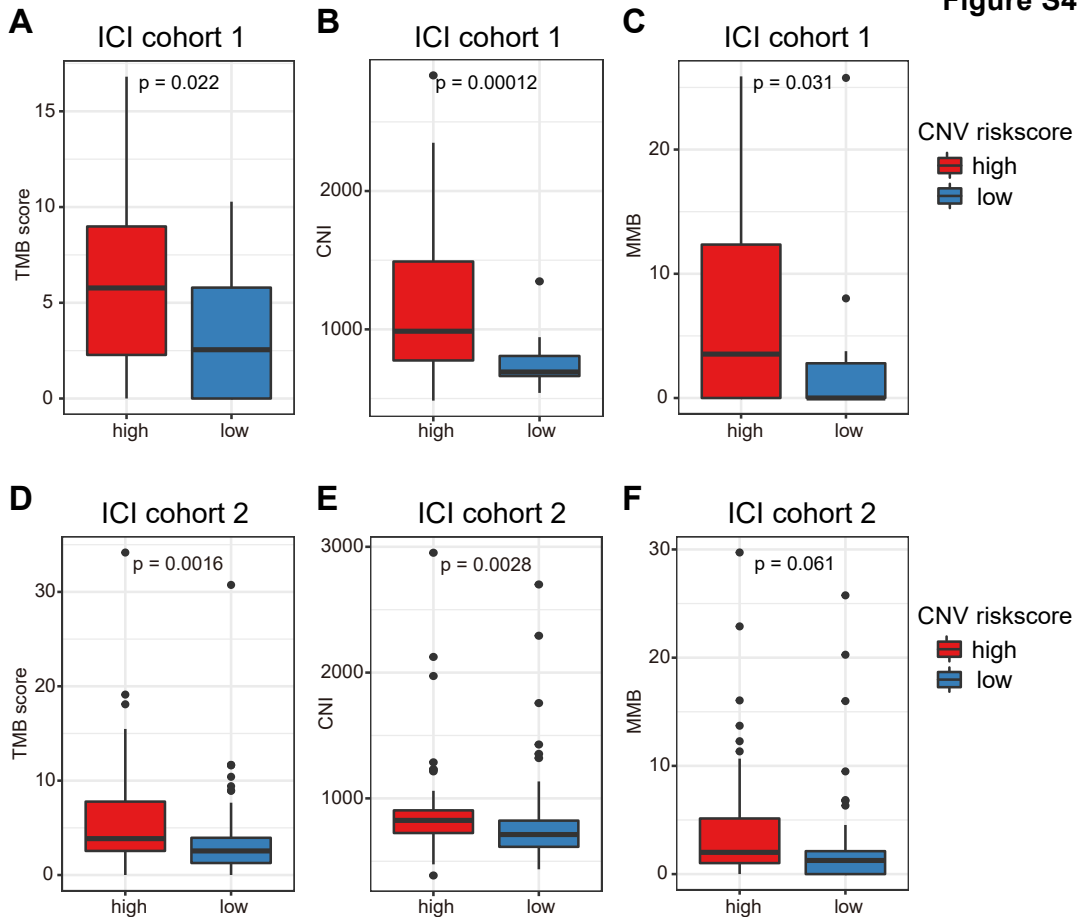 Figure S4
A
ICI cohort 1
p = 0.022
TMB score
15
10
5
0
high
low
B
ICI cohort 1
p = 0.00012
CNI
2000
1000
high
low
C
ICI cohort 1
p = 0.031
MMB
20
10
0
high
low
CNV riskscore
high
low
D
ICI cohort 2
p = 0.0016
TMB score
30
20
10
0
high
low
E
ICI cohort 2
p = 0.0028
CNI
3000
2000
1000
high
low
F
ICI cohort 2
p = 0.061
MMB
30
20
10
0
high
low
CNV riskscore
high
low